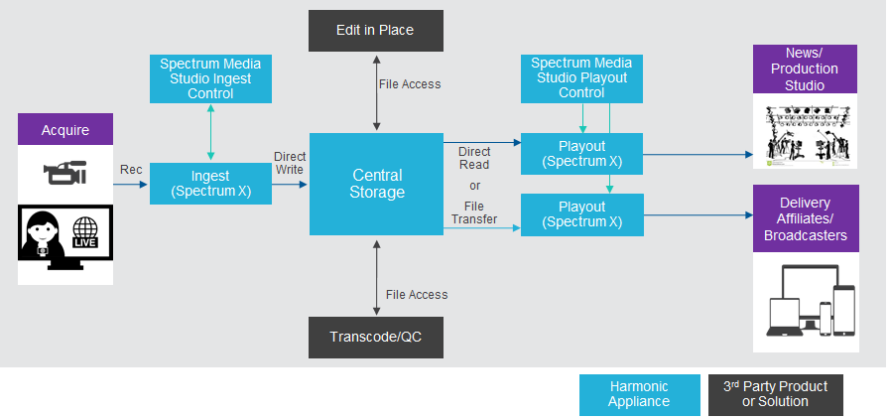 Edit in Place
Spectrum Media
Studio Ingest
Control
File Access
Spectrum Media
Studio Playout
Control
News/
Production
Studio
Acquire
Rec
Ingest
(Spectrum X)
Direct
Write
Central
Storage
Direct
Read
or
File
Transfer
Playout
(Spectrum X)
Playout
(Spectrum X)
Delivery
Affiliates/
Broadcasters
LIVE
File Access
Transcode/QC
Harmonic
Appliance
3rd Party Product
or Solution